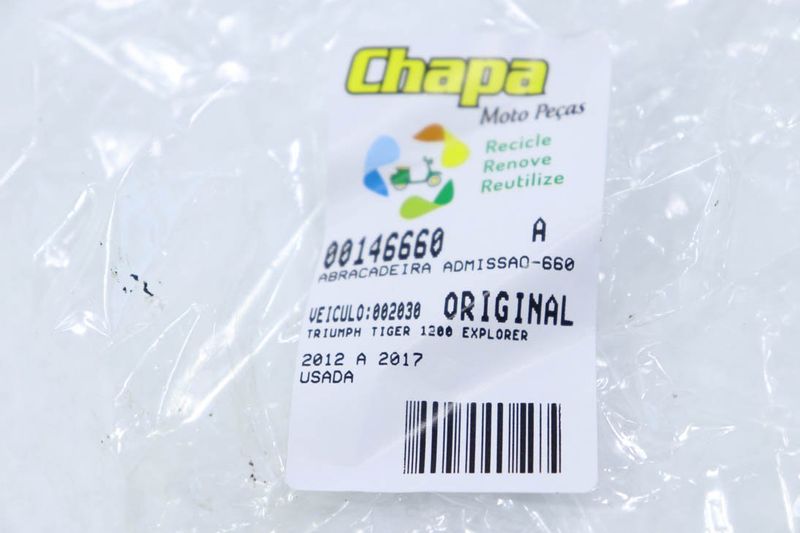 Chapa
Moto Peças
Recicle
Renove
Reutilize
00146660 A
ABRACADEIRA ADMISSAO-660
VEICULO:002030 ORIGINAL
TRIUMPH TIGER 1200 EXPLORER
2012 A 2017
USADA